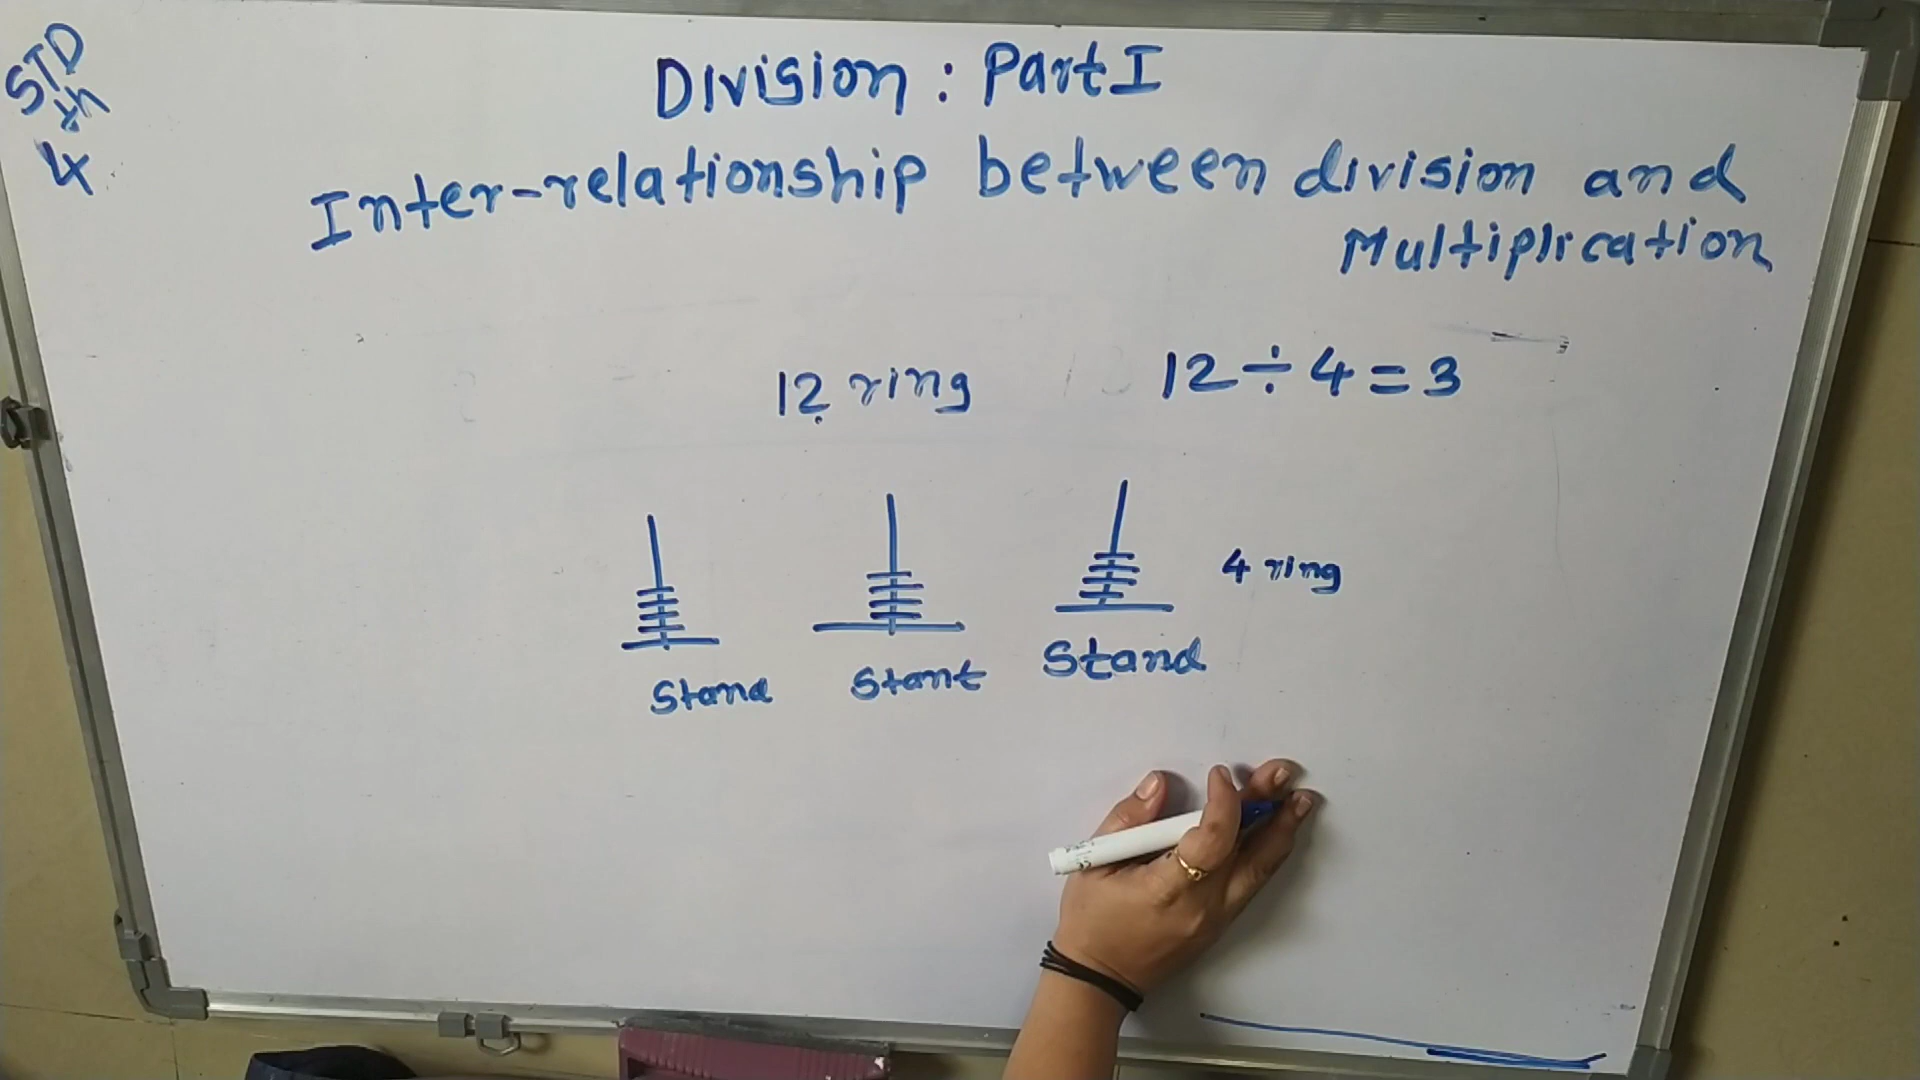 STD
4th
Division : Part I
Inter-relationship between division and
Multiplication
12 ring
12 ÷ 4 = 3
4 ring
Stand
Stant
Stand